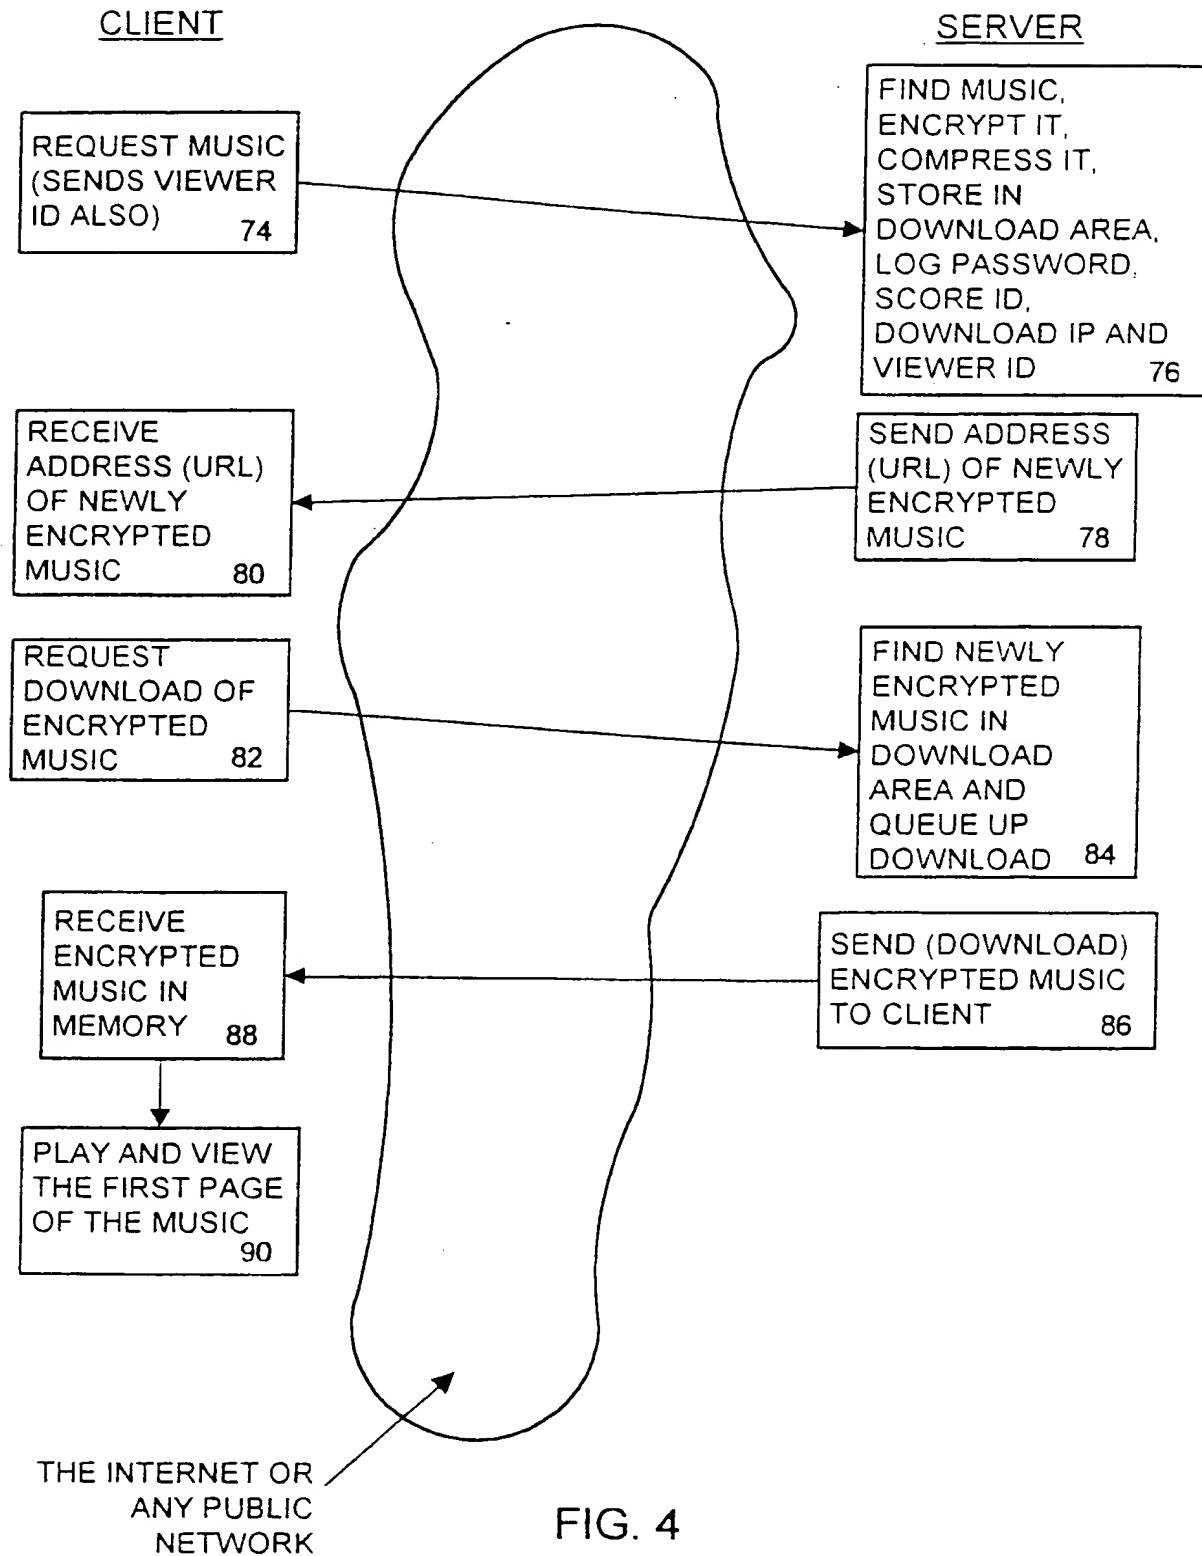 CLIENT
SERVER
REQUEST MUSIC
(SENDS VIEWER
ID ALSO)
74
FIND MUSIC,
ENCRYPT IT,
COMPRESS IT,
STORE IN
DOWNLOAD AREA,
LOG PASSWORD,
SCORE ID,
DOWNLOAD IP AND
VIEWER ID
76
SEND ADDRESS
(URL) OF NEWLY
ENCRYPTED
MUSIC
78
RECEIVE
ADDRESS (URL)
OF NEWLY
ENCRYPTED
MUSIC
80
REQUEST
DOWNLOAD OF
ENCRYPTED
MUSIC
82
FIND NEWLY
ENCRYPTED
MUSIC IN
DOWNLOAD
AREA AND
QUEUE UP
DOWNLOAD
84
SEND (DOWNLOAD)
ENCRYPTED MUSIC
TO CLIENT
86
RECEIVE
ENCRYPTED
MUSIC IN
MEMORY
88
PLAY AND VIEW
THE FIRST PAGE
OF THE MUSIC
90
THE INTERNET OR
ANY PUBLIC
NETWORK
FIG. 4